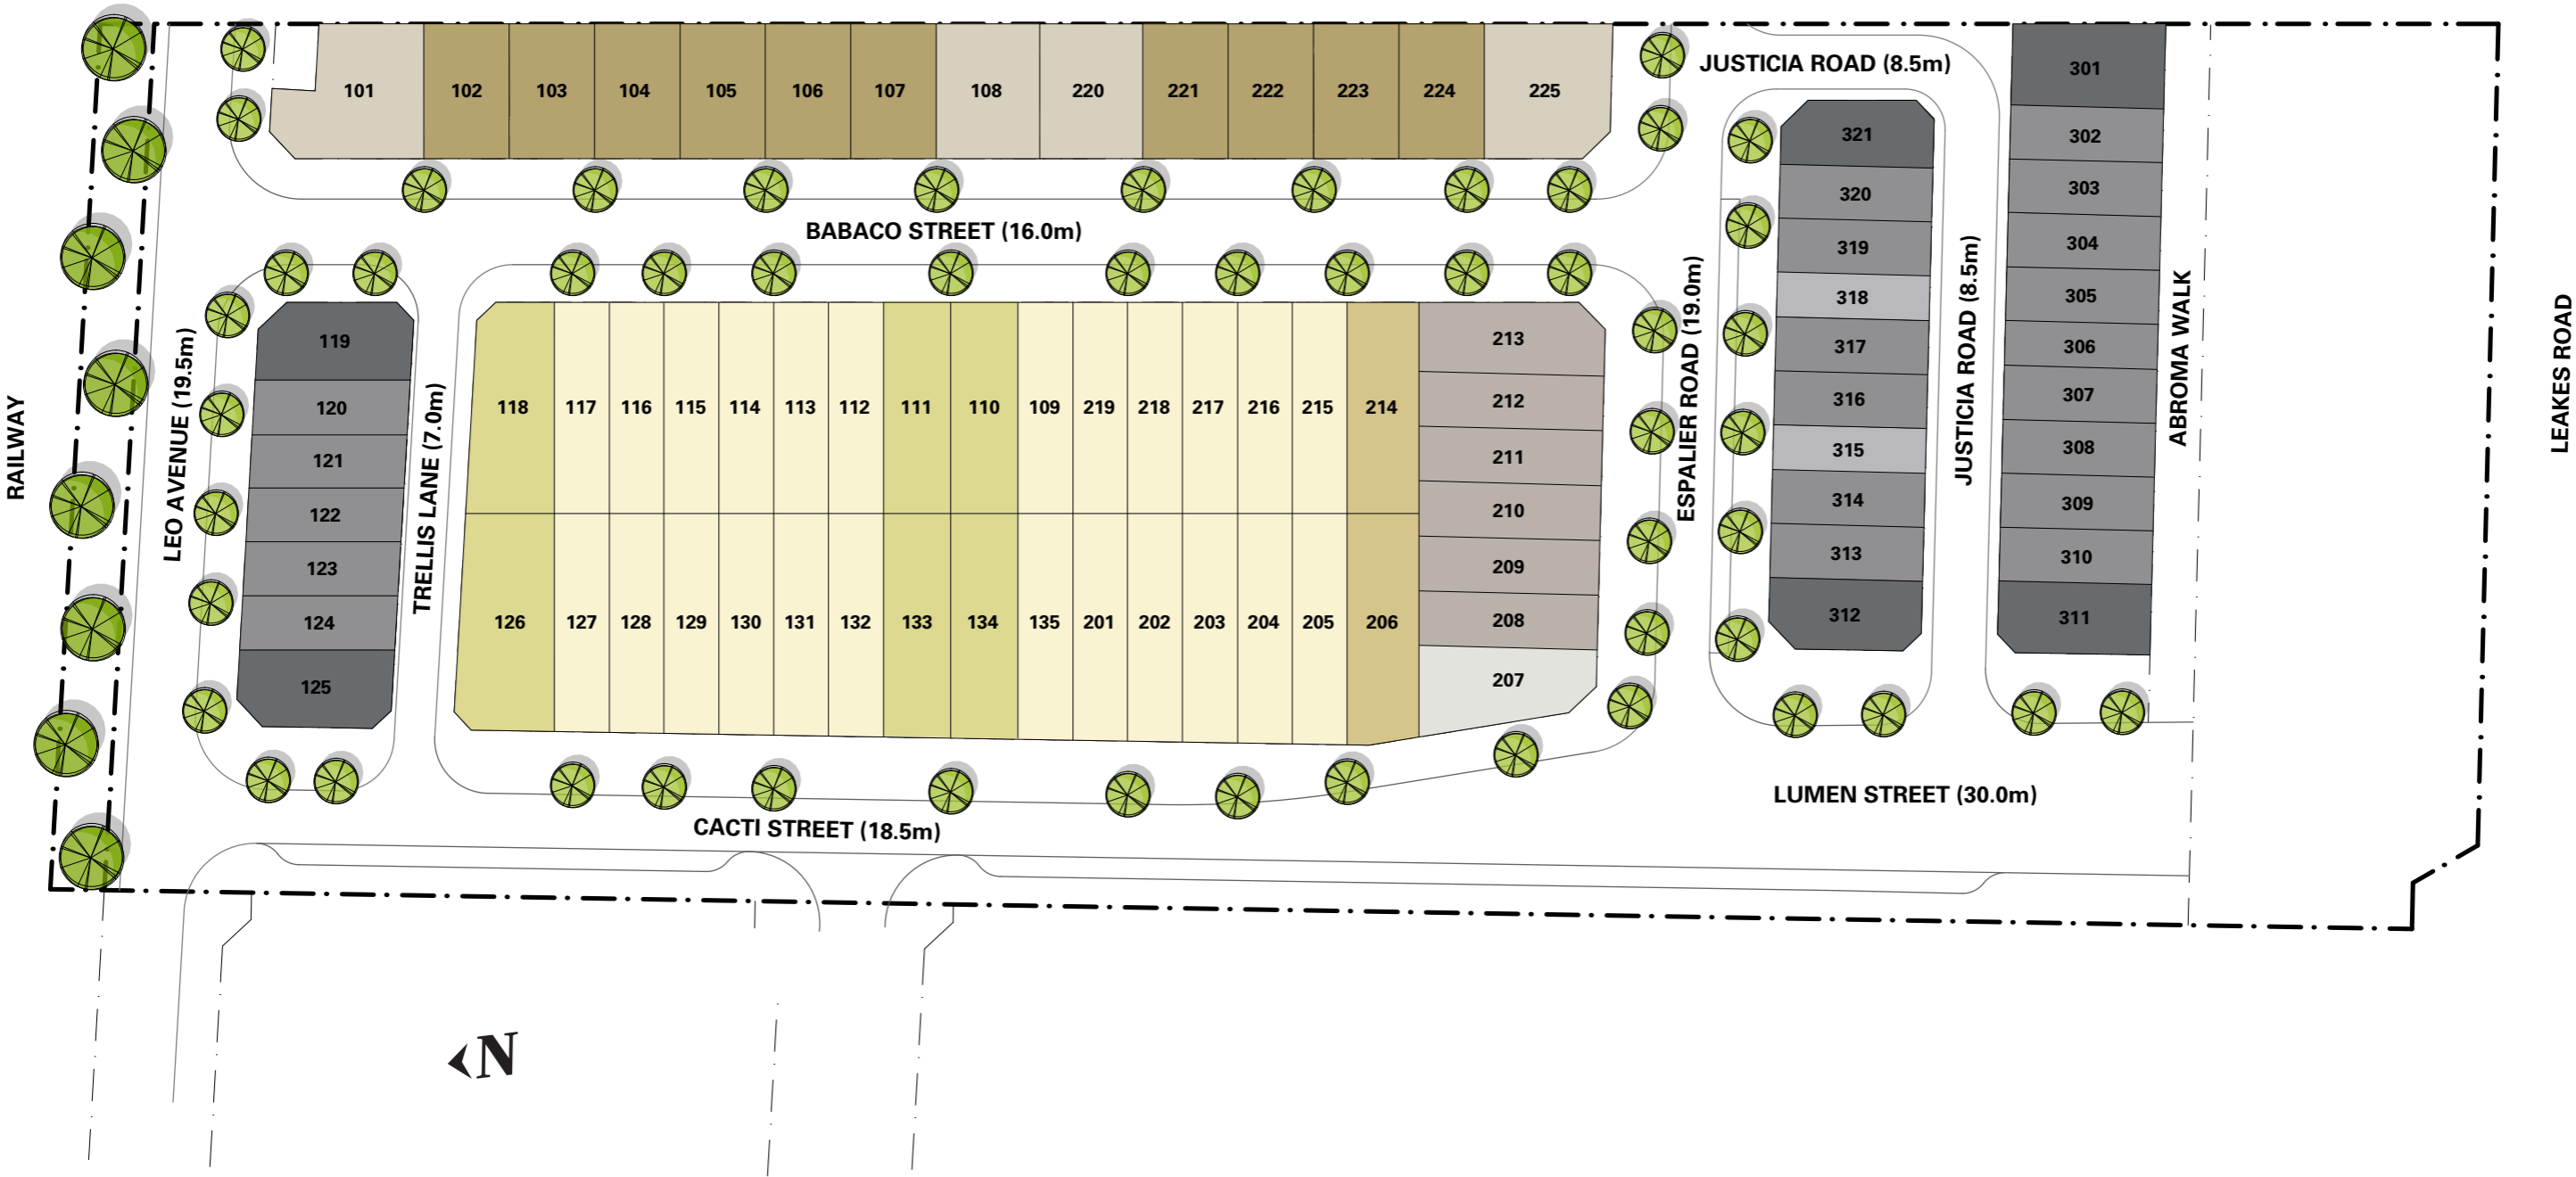 101 102 103 104 105 106 107 108 220 221 222 223 224 225
JUSTICIA ROAD (8.5m)
BABACO STREET (16.0m)
RAILWAY
LEO AVENUE (19.5m)
119
120
121
122
123
124
125
TRELLIS LANE (7.0m)
118 117 116 115 114 113 112 111 110 109 219 218 217 216 215 214
126 127 128 129 130 131 132 133 134 135 201 202 203 204 205 206
213
212
211
210
209
208
207
ESPALIER ROAD (19.0m)
321
320
319
318
317
316
315
314
313
312
JUSTICIA ROAD (8.5m)
301
302
303
304
305
306
307
308
309
310
311
ABROMA WALK
LEAKES ROAD
LUMEN STREET (30.0m)
CACTI STREET (18.5m)
N